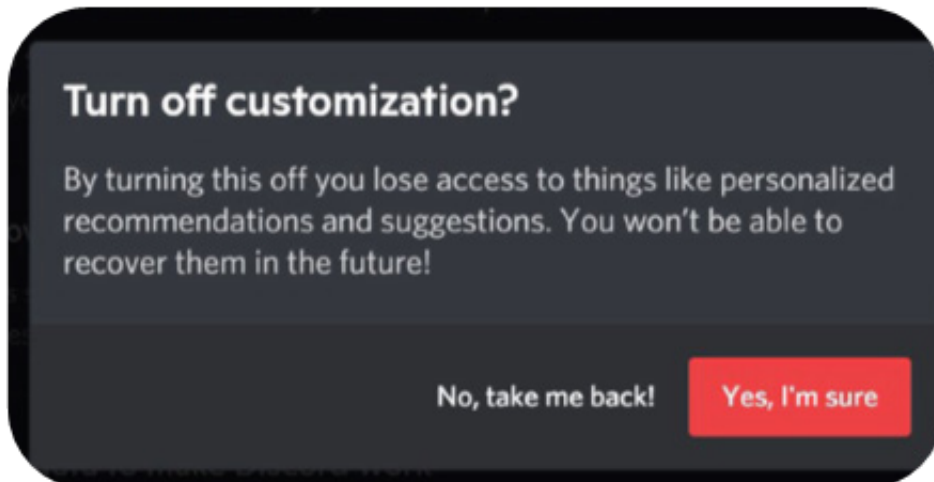 Turn off customization?
By turning this off you lose access to things like personalized
recommendations and suggestions. You won't be able to
recover them in the future!
No, take me back! Yes, I'm sure